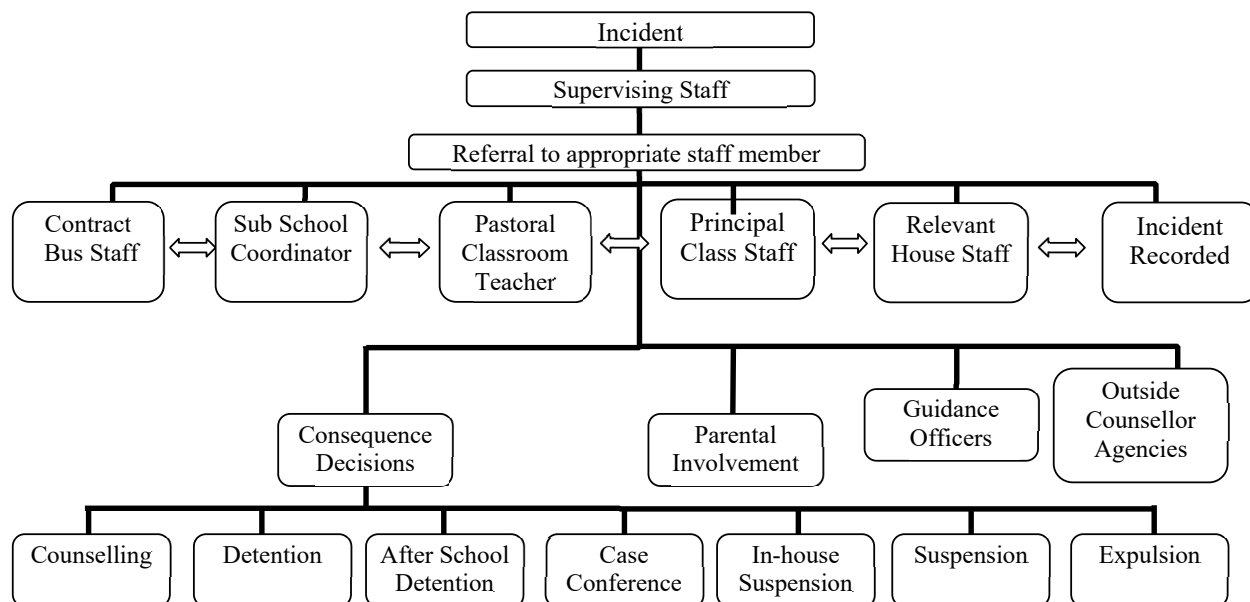 Incident
Supervising Staff
Referral to appropriate staff member
Contract
Bus Staff
Sub School
Coordinator
Pastoral
Classroom
Teacher
Principal
Class Staff
Relevant
House Staff
Incident
Recorded
Consequence
Decisions
Parental
Involvement
Guidance
Officers
Outside
Counsellor
Agencies
Counselling
Detention
After School
Detention
Case
Conference
In-house
Suspension
Suspension
Expulsion